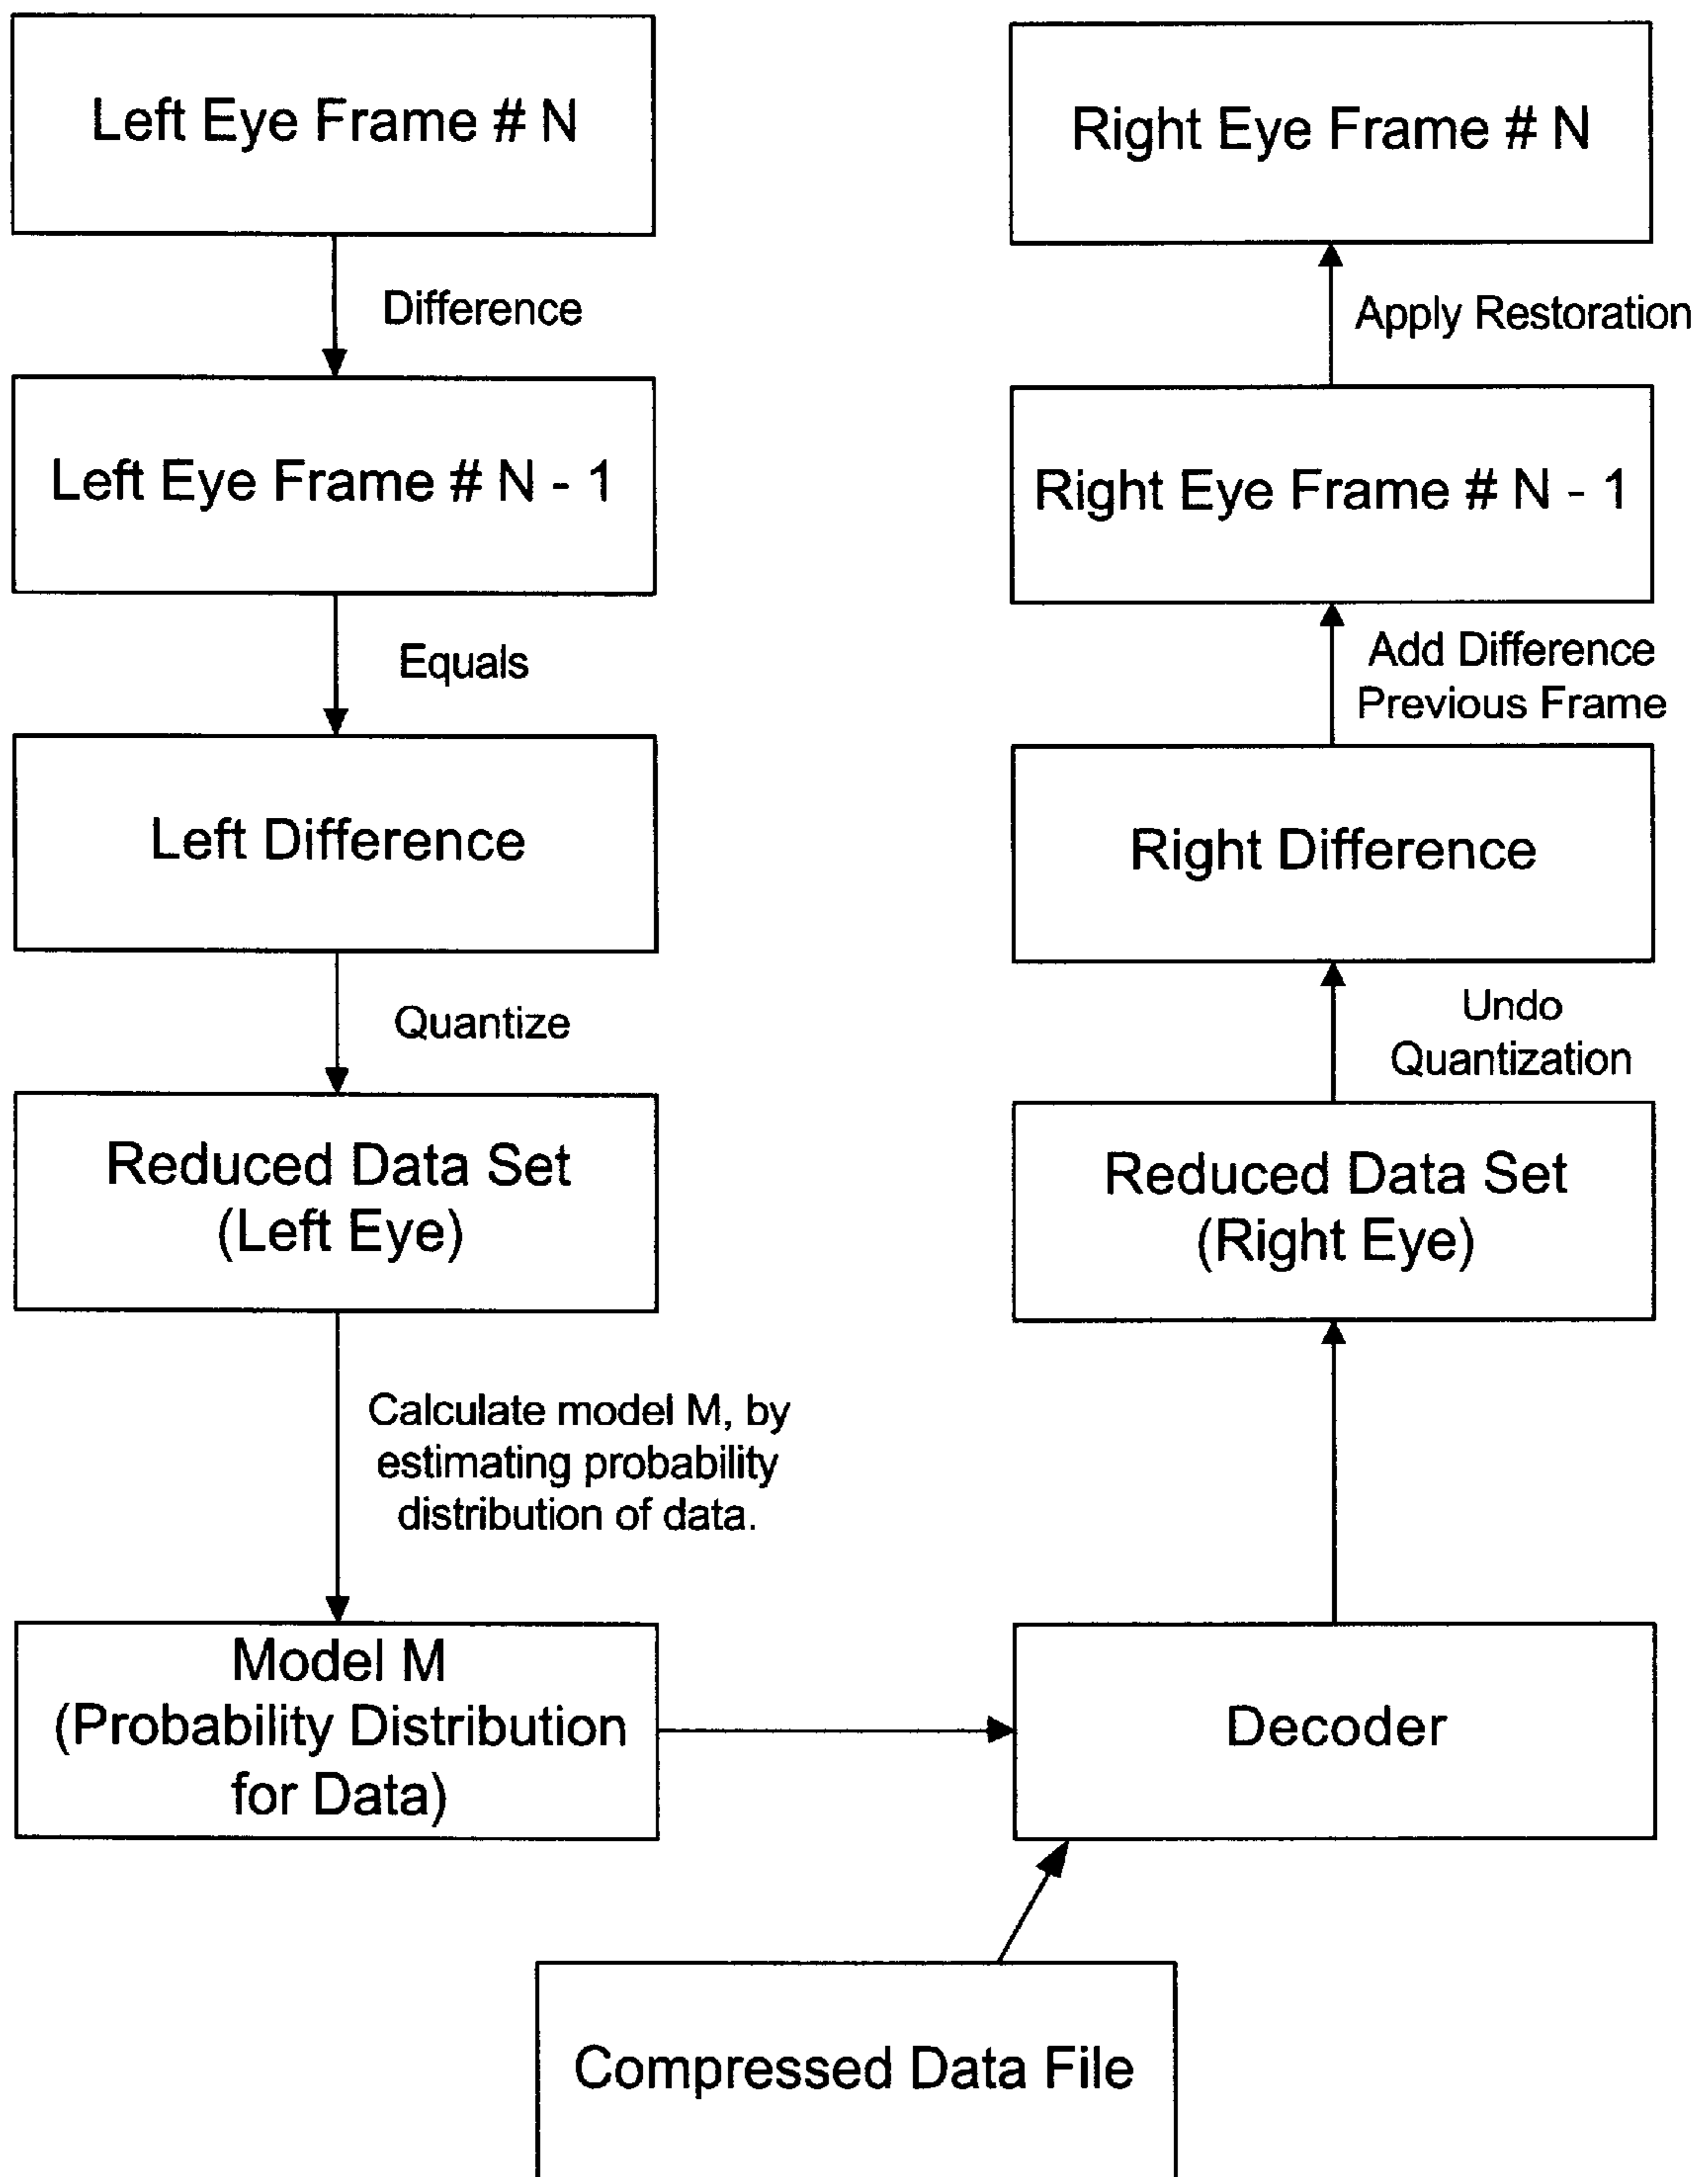 Left Eye Frame # N
Difference
Left Eye Frame # N - 1
Equals
Left Difference
Quantize
Reduced Data Set
(Left Eye)
Calculate model M, by
estimating probability
distribution of data.
Model M
(Probability Distribution
for Data)
Right Eye Frame # N
Apply Restoration
Right Eye Frame # N - 1
Add Difference
Previous Frame
Right Difference
Undo
Quantization
Reduced Data Set
(Right Eye)
Decoder
Compressed Data File